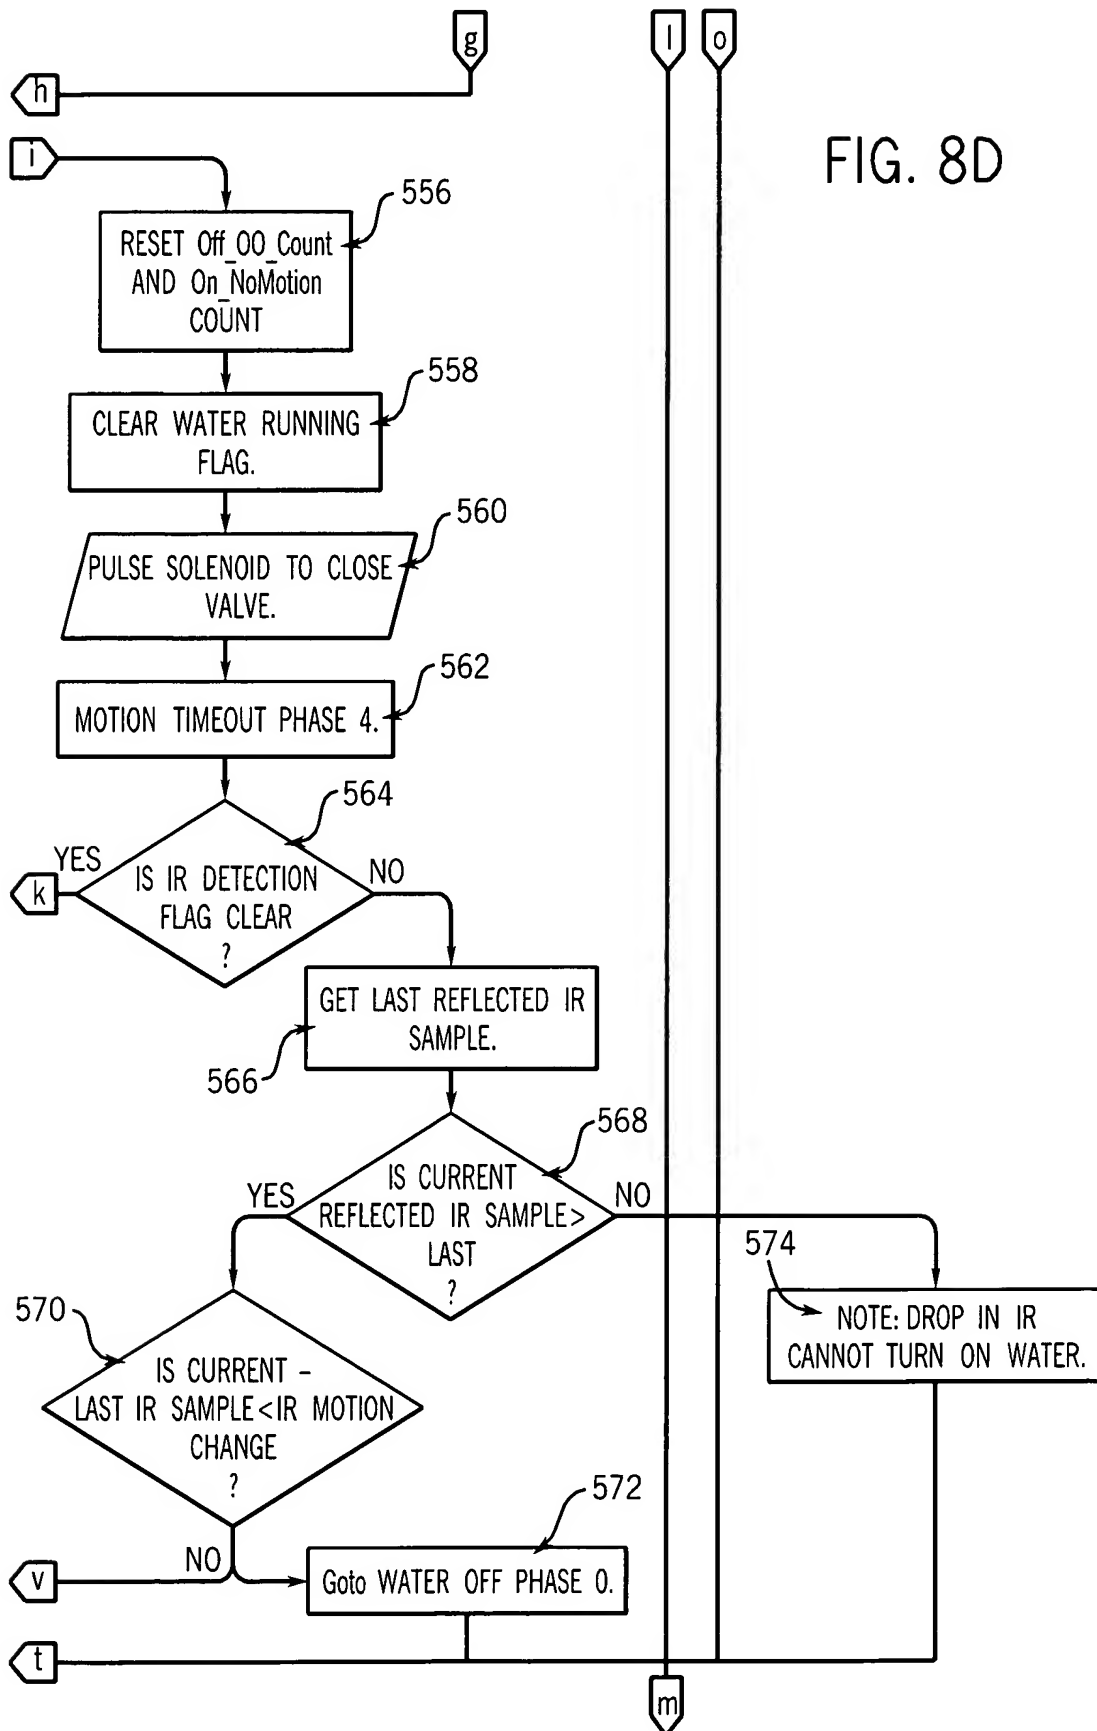 g
l
o
h
i
FIG. 8D
556
RESET Off_OO_Count
AND On_NoMotion
COUNT
558
CLEAR WATER RUNNING
FLAG.
560
PULSE SOLENOID TO CLOSE
VALVE.
562
MOTION TIMEOUT PHASE 4.
564
YES
NO
k
IS IR DETECTION
FLAG CLEAR
?
GET LAST REFLECTED IR
SAMPLE.
566
568
YES
NO
IS CURRENT
REFLECTED IR SAMPLE>
LAST
?
574
NOTE: DROP IN IR
CANNOT TURN ON WATER.
570
IS CURRENT –
LAST IR SAMPLE<IR MOTION
CHANGE
?
572
NO
v
Goto WATER OFF PHASE 0.
t
m